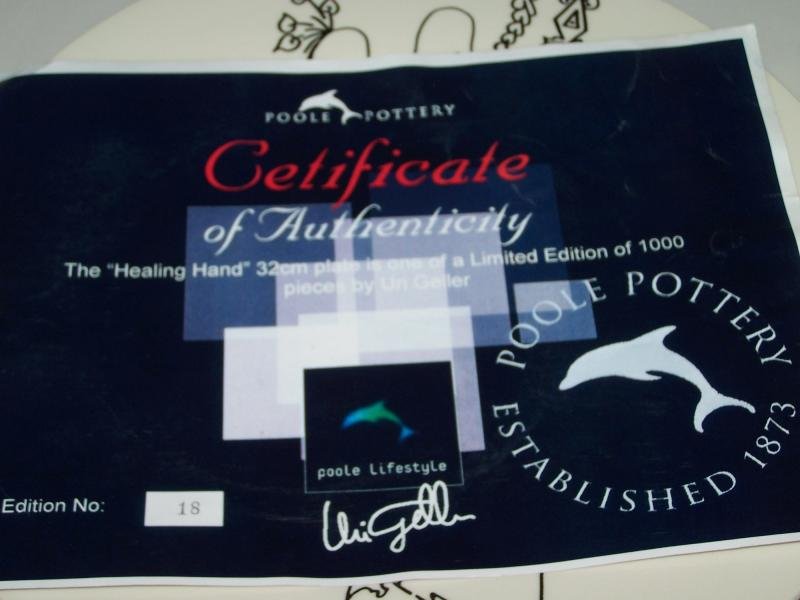 POOLE POTTERY
Cetificate
of Authenticity
The "Healing Hand" 32cm plate is one of a Limited Edition of 1000
pieces by Uri Geller
POOLE POTTERY
ESTABLISHED 1873
poole lifestyle
Edition No: 18
Uri Geller